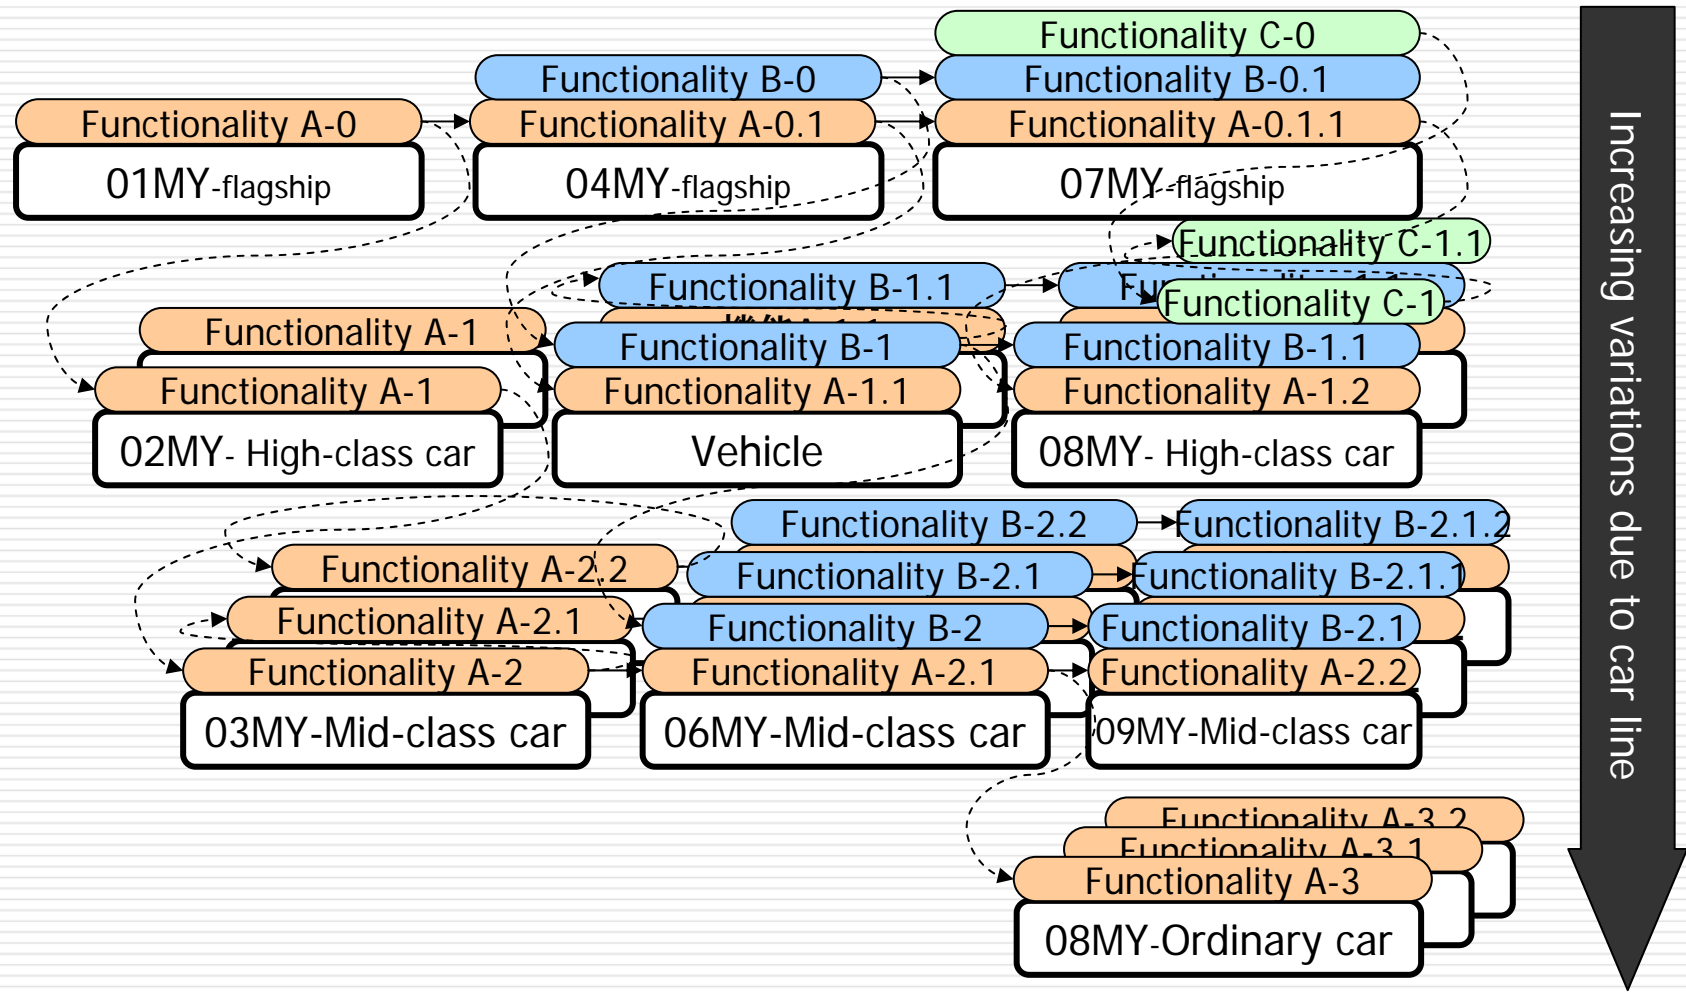 Functionality C-0
Functionality B-0
Functionality B-0.1
Functionality A-0
Functionality A-0.1
Functionality A-0.1.1
01MY-flagship
04MY-flagship
07MY-flagship
Functionality C-1.1
Functionality B-1.1
Functionality C-1
Functionality A-1
Functionality B-1
Functionality B-1.1
Functionality A-1
Functionality A-1.1
Functionality A-1.2
02MY- High-class car
Vehicle
08MY- High-class car
Functionality B-2.2
Functionality B-2.1.2
Functionality A-2.2
Functionality B-2.1
Functionality B-2.1.1
Functionality A-2.1
Functionality B-2
Functionality B-2.1
Functionality A-2
Functionality A-2.1
Functionality A-2.2
03MY-Mid-class car
06MY-Mid-class car
09MY-Mid-class car
Functionality A-3.2
Functionality A-3.1
Functionality A-3
08MY-Ordinary car
Increasing variations due to car line